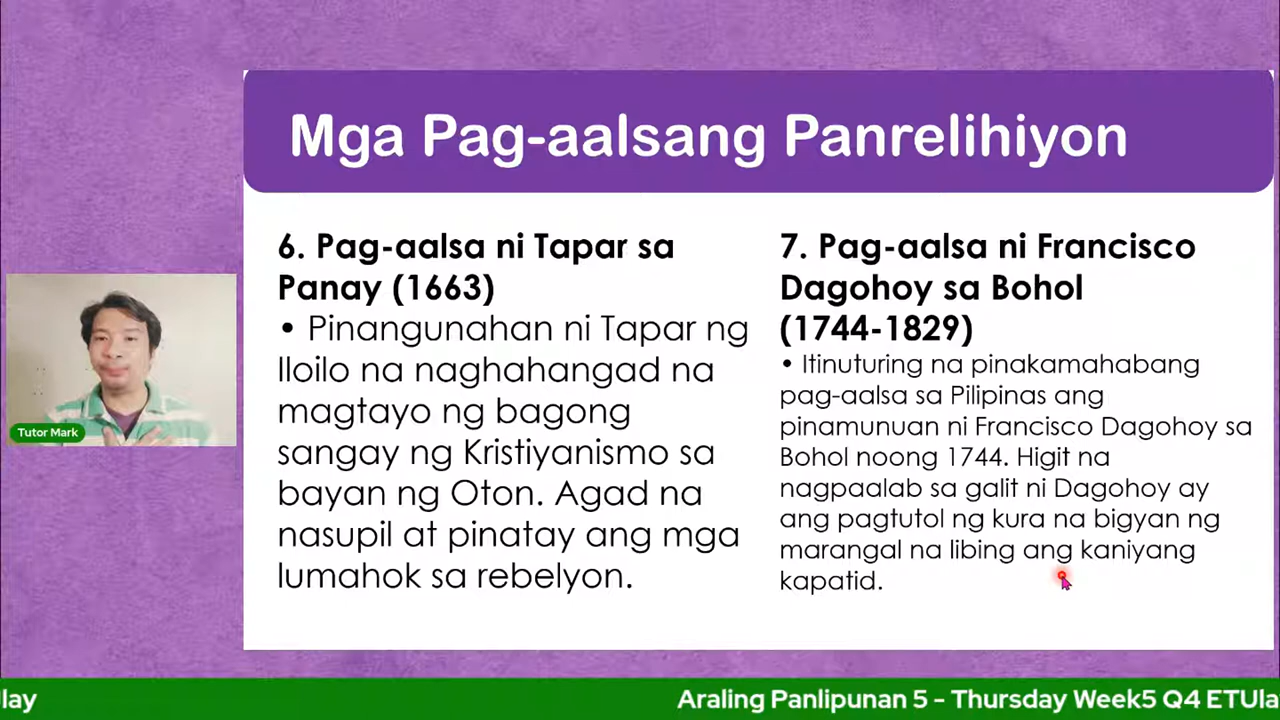 Mga Pag-aalsang Panrelihiyon
6. Pag-aalsa ni Tapar sa
Panay (1663)
• Pinangunahan ni Tapar ng
Iloilo na naghahangad na
magtayo ng bagong
sangay ng Kristiyanismo sa
bayan ng Oton. Agad na
nasupil at pinatay ang mga
lumahok sa rebelyon.
7. Pag-aalsa ni Francisco
Dagohoy sa Bohol
(1744-1829)
• Itinuturing na pinakamahabang
pag-aalsa sa Pilipinas ang
pinamunuan ni Francisco Dagohoy sa
Bohol noong 1744. Higit na
nagpaalab sa galit ni Dagohoy ay
ang pagtutol ng kura na bigyan ng
marangal na libing ang kaniyang
kapatid.
Tutor Mark
lay
Araling Panlipunan 5 - Thursday Week5 Q4 ETUla